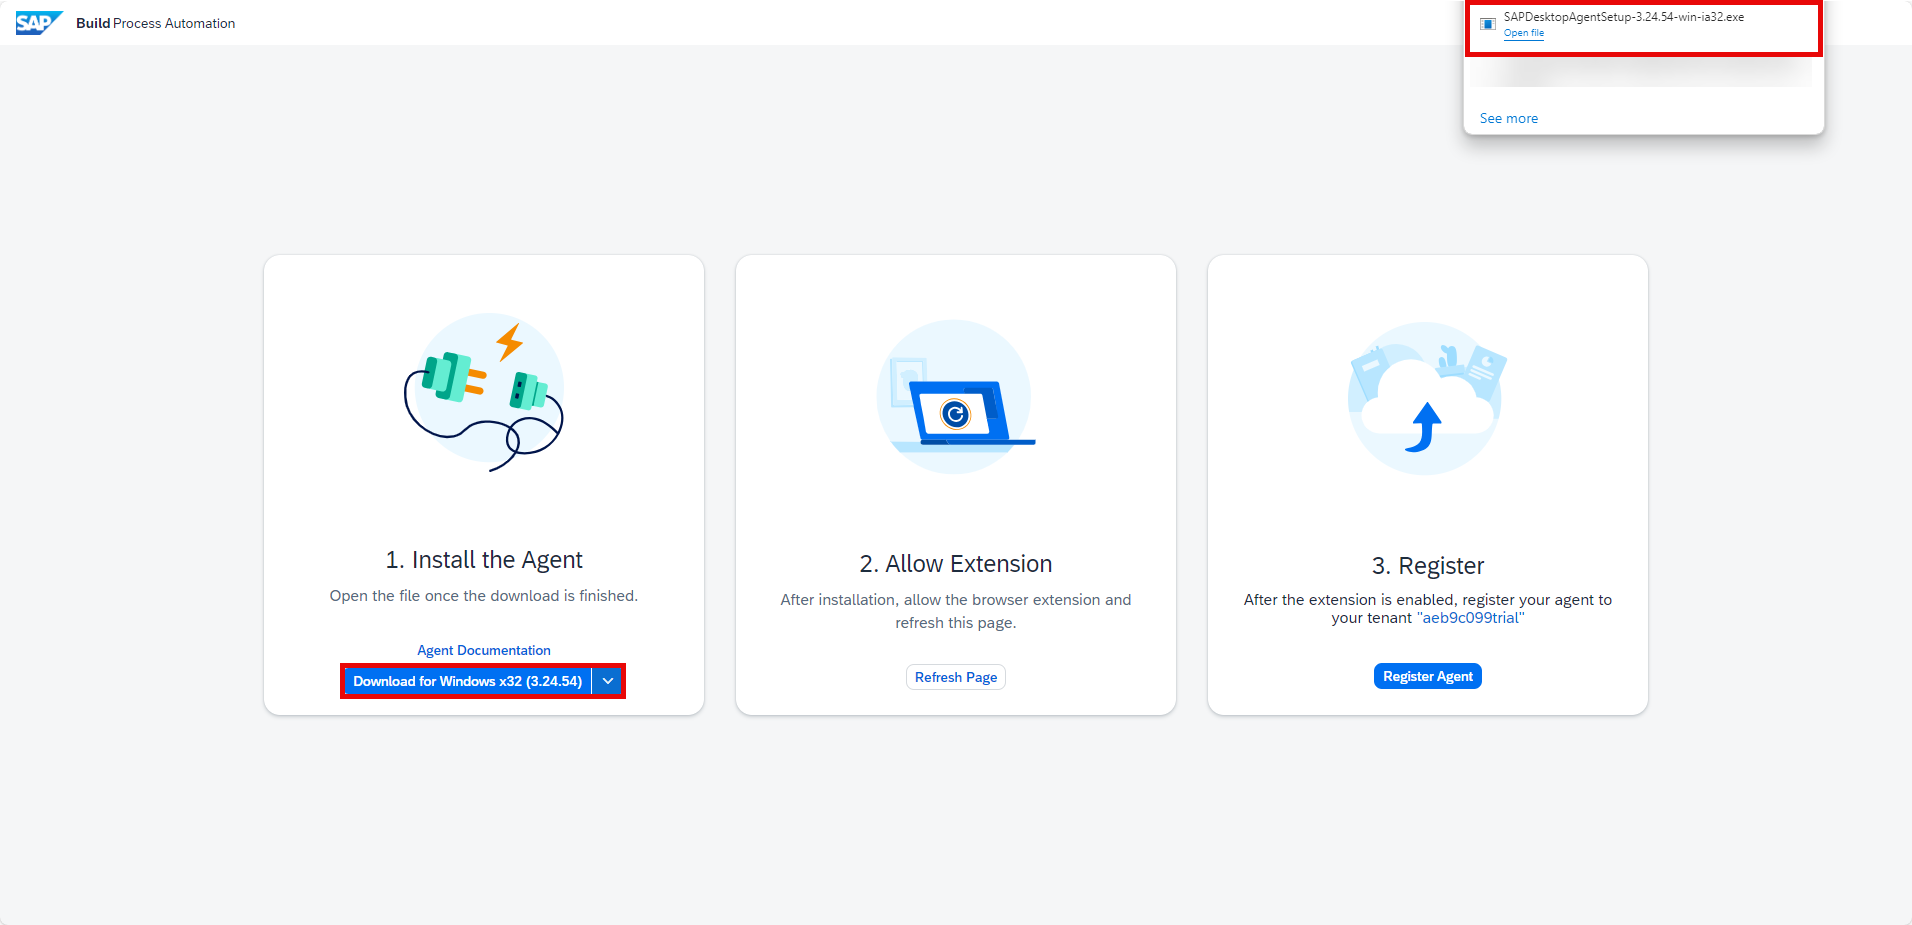 SAP Build Process Automation
SAPDesktopAgentSetup-3.24.54-win-ia32.exe
Open file
See more
1. Install the Agent
Open the file once the download is finished.
Agent Documentation
Download for Windows x32 (3.24.54)
2. Allow Extension
After installation, allow the browser extension and
refresh this page.
Refresh Page
3. Register
After the extension is enabled, register your agent to
your tenant "aeb9c099trial"
Register Agent